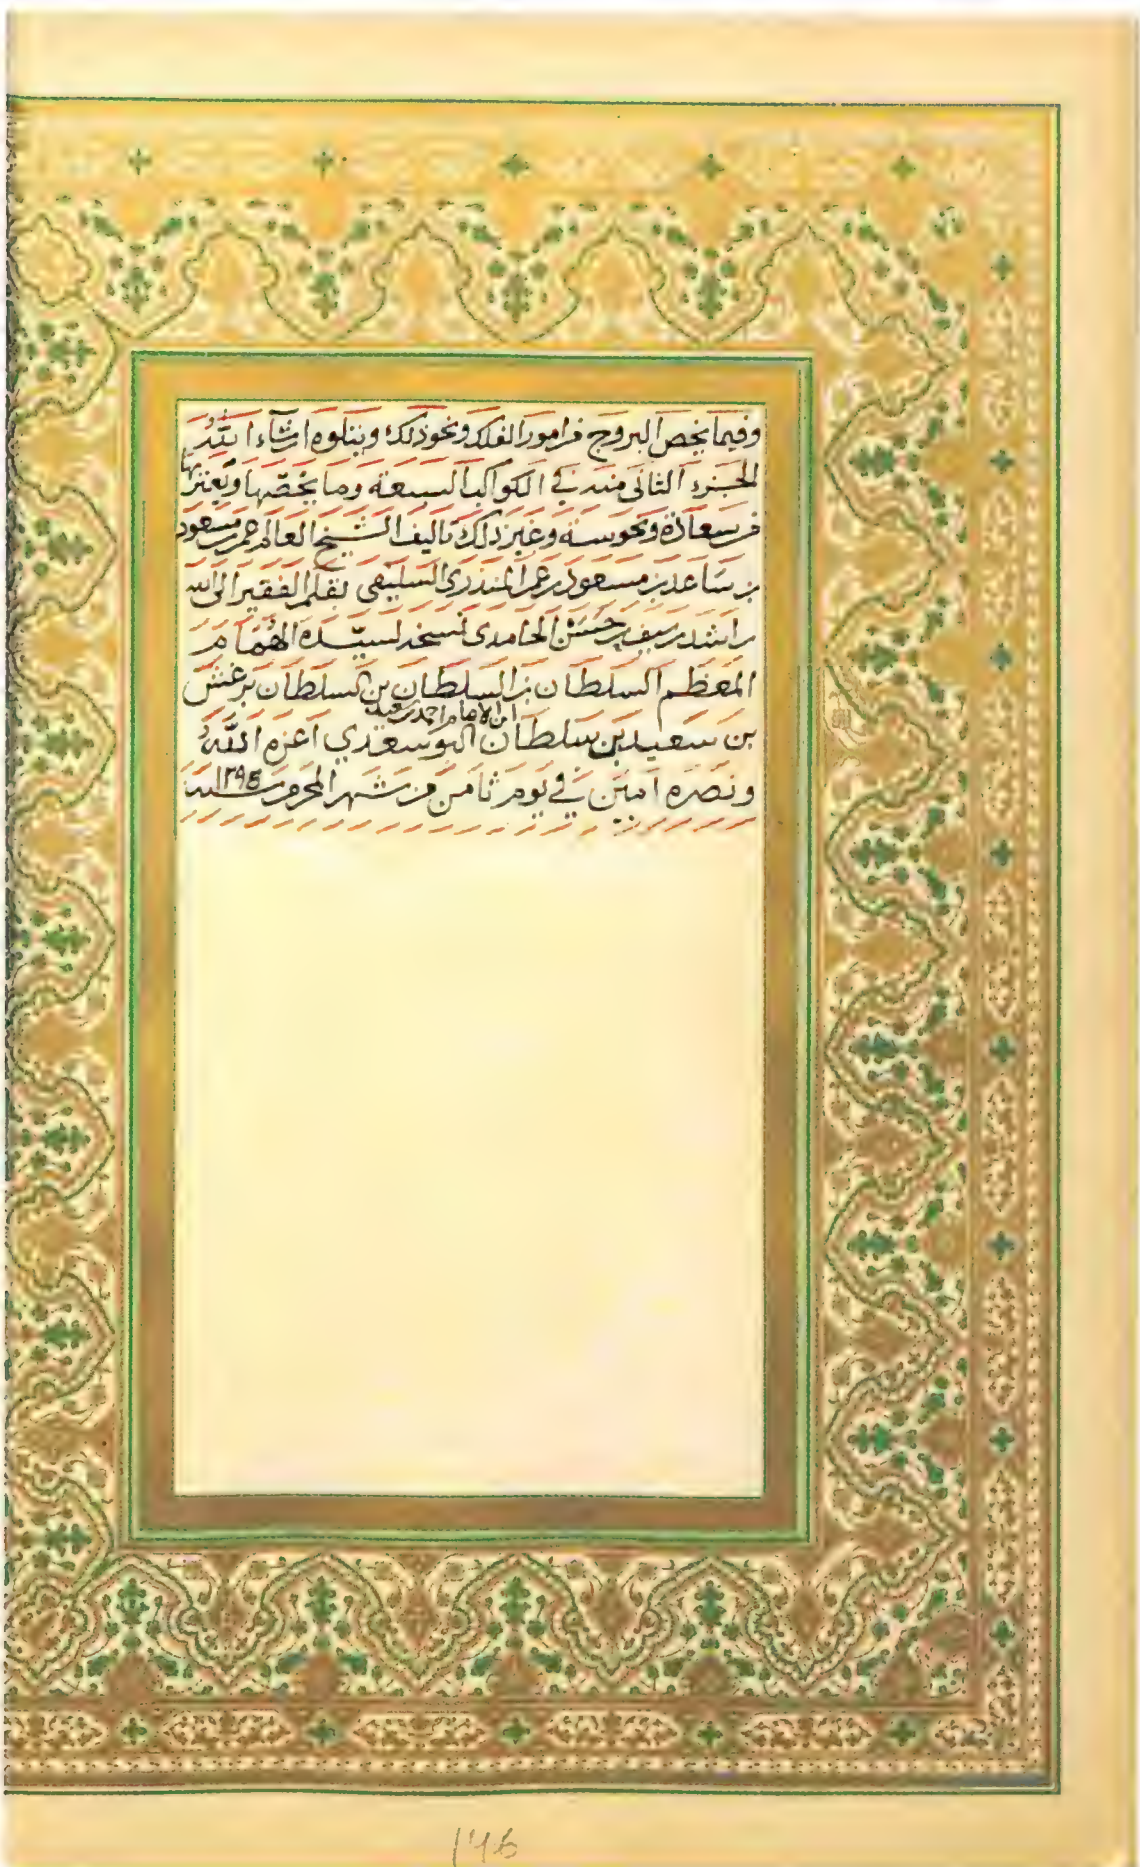 وفيما يخص البروج من امور الفلك ونحو ذلك ويتلوه ان شاء الله
الجزء الثاني منه في الكواكب السبعة وما يخصها ويعتريها
من سعادة ونحوسة وغير ذلك تاليف الشيخ العالم عمر بن مسعود
بن ساعد بن مسعود بن عمر المنذري السليفي بقلم الفقير الى الله
راشد بن سيف بن حسن الحامدي نسخه لسيده الهمام
المعظم السلطان بن السلطان بن السلطان برغش
بن سعيد بن سلطان ابن الامام احمد بن سعيد البوسعيدي اعزه الله
ونصره امين في يوم ثامن من شهر المحرم سنة